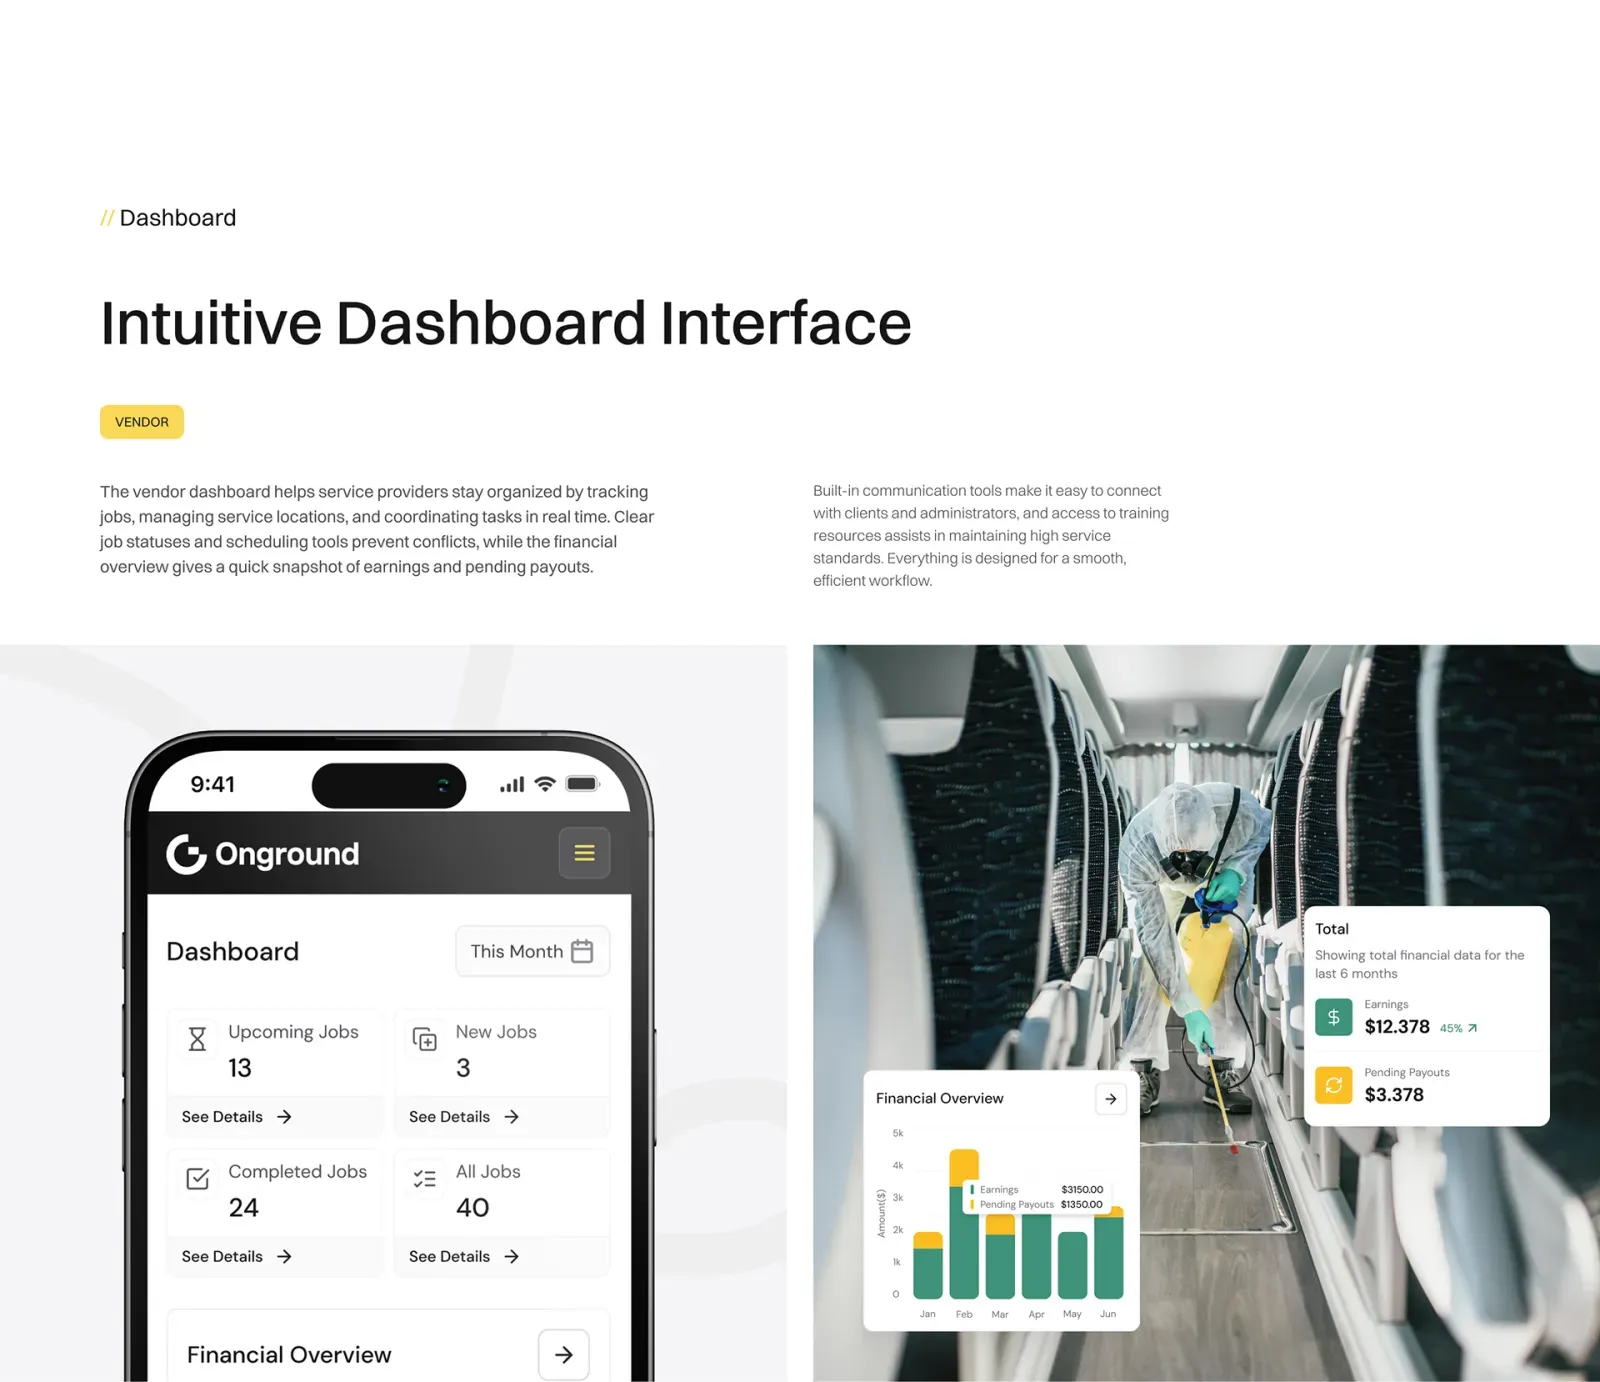 // Dashboard
Intuitive Dashboard Interface
VENDOR
The vendor dashboard helps service providers stay organized by tracking
jobs, managing service locations, and coordinating tasks in real time. Clear
job statuses and scheduling tools prevent conflicts, while the financial
overview gives a quick snapshot of earnings and pending payouts.
Built-in communication tools make it easy to connect
with clients and administrators, and access to training
resources assists in maintaining high service
standards. Everything is designed for a smooth,
efficient workflow.
9:41
Onground
Dashboard
This Month
Upcoming Jobs
13
See Details
New Jobs
3
See Details
Completed Jobs
24
See Details
All Jobs
40
See Details
Financial Overview
Financial Overview
Amount($)
5k
4k
3k
2k
1k
0
Earnings $3150.00
Pending Payouts $1350.00
Jan Feb Mar Apr May Jun
Total
Showing total financial data for the
last 6 months
Earnings
$12.378 45%
Pending Payouts
$3.378